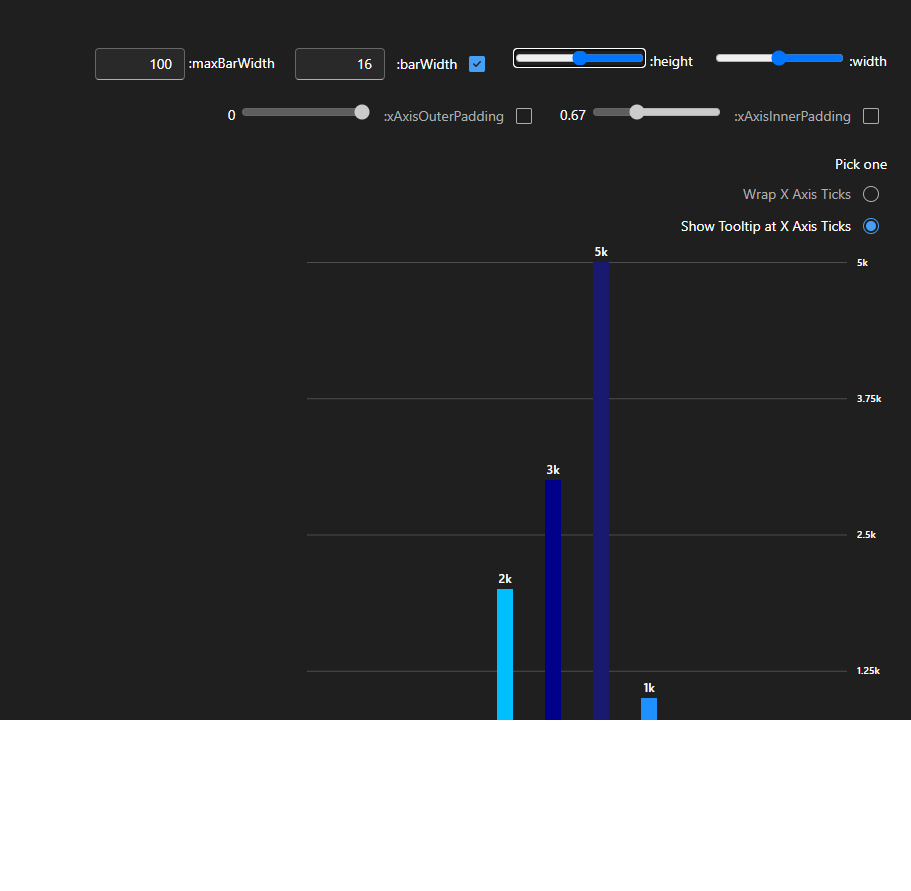 100 :maxBarWidth 16 :barWidth :height :width
0 :xAxisOuterPadding 0.67 :xAxisInnerPadding
Pick one
Wrap X Axis Ticks
Show Tooltip at X Axis Ticks
5k
5k
3.75k
3k
2.5k
2k
1.25k
1k